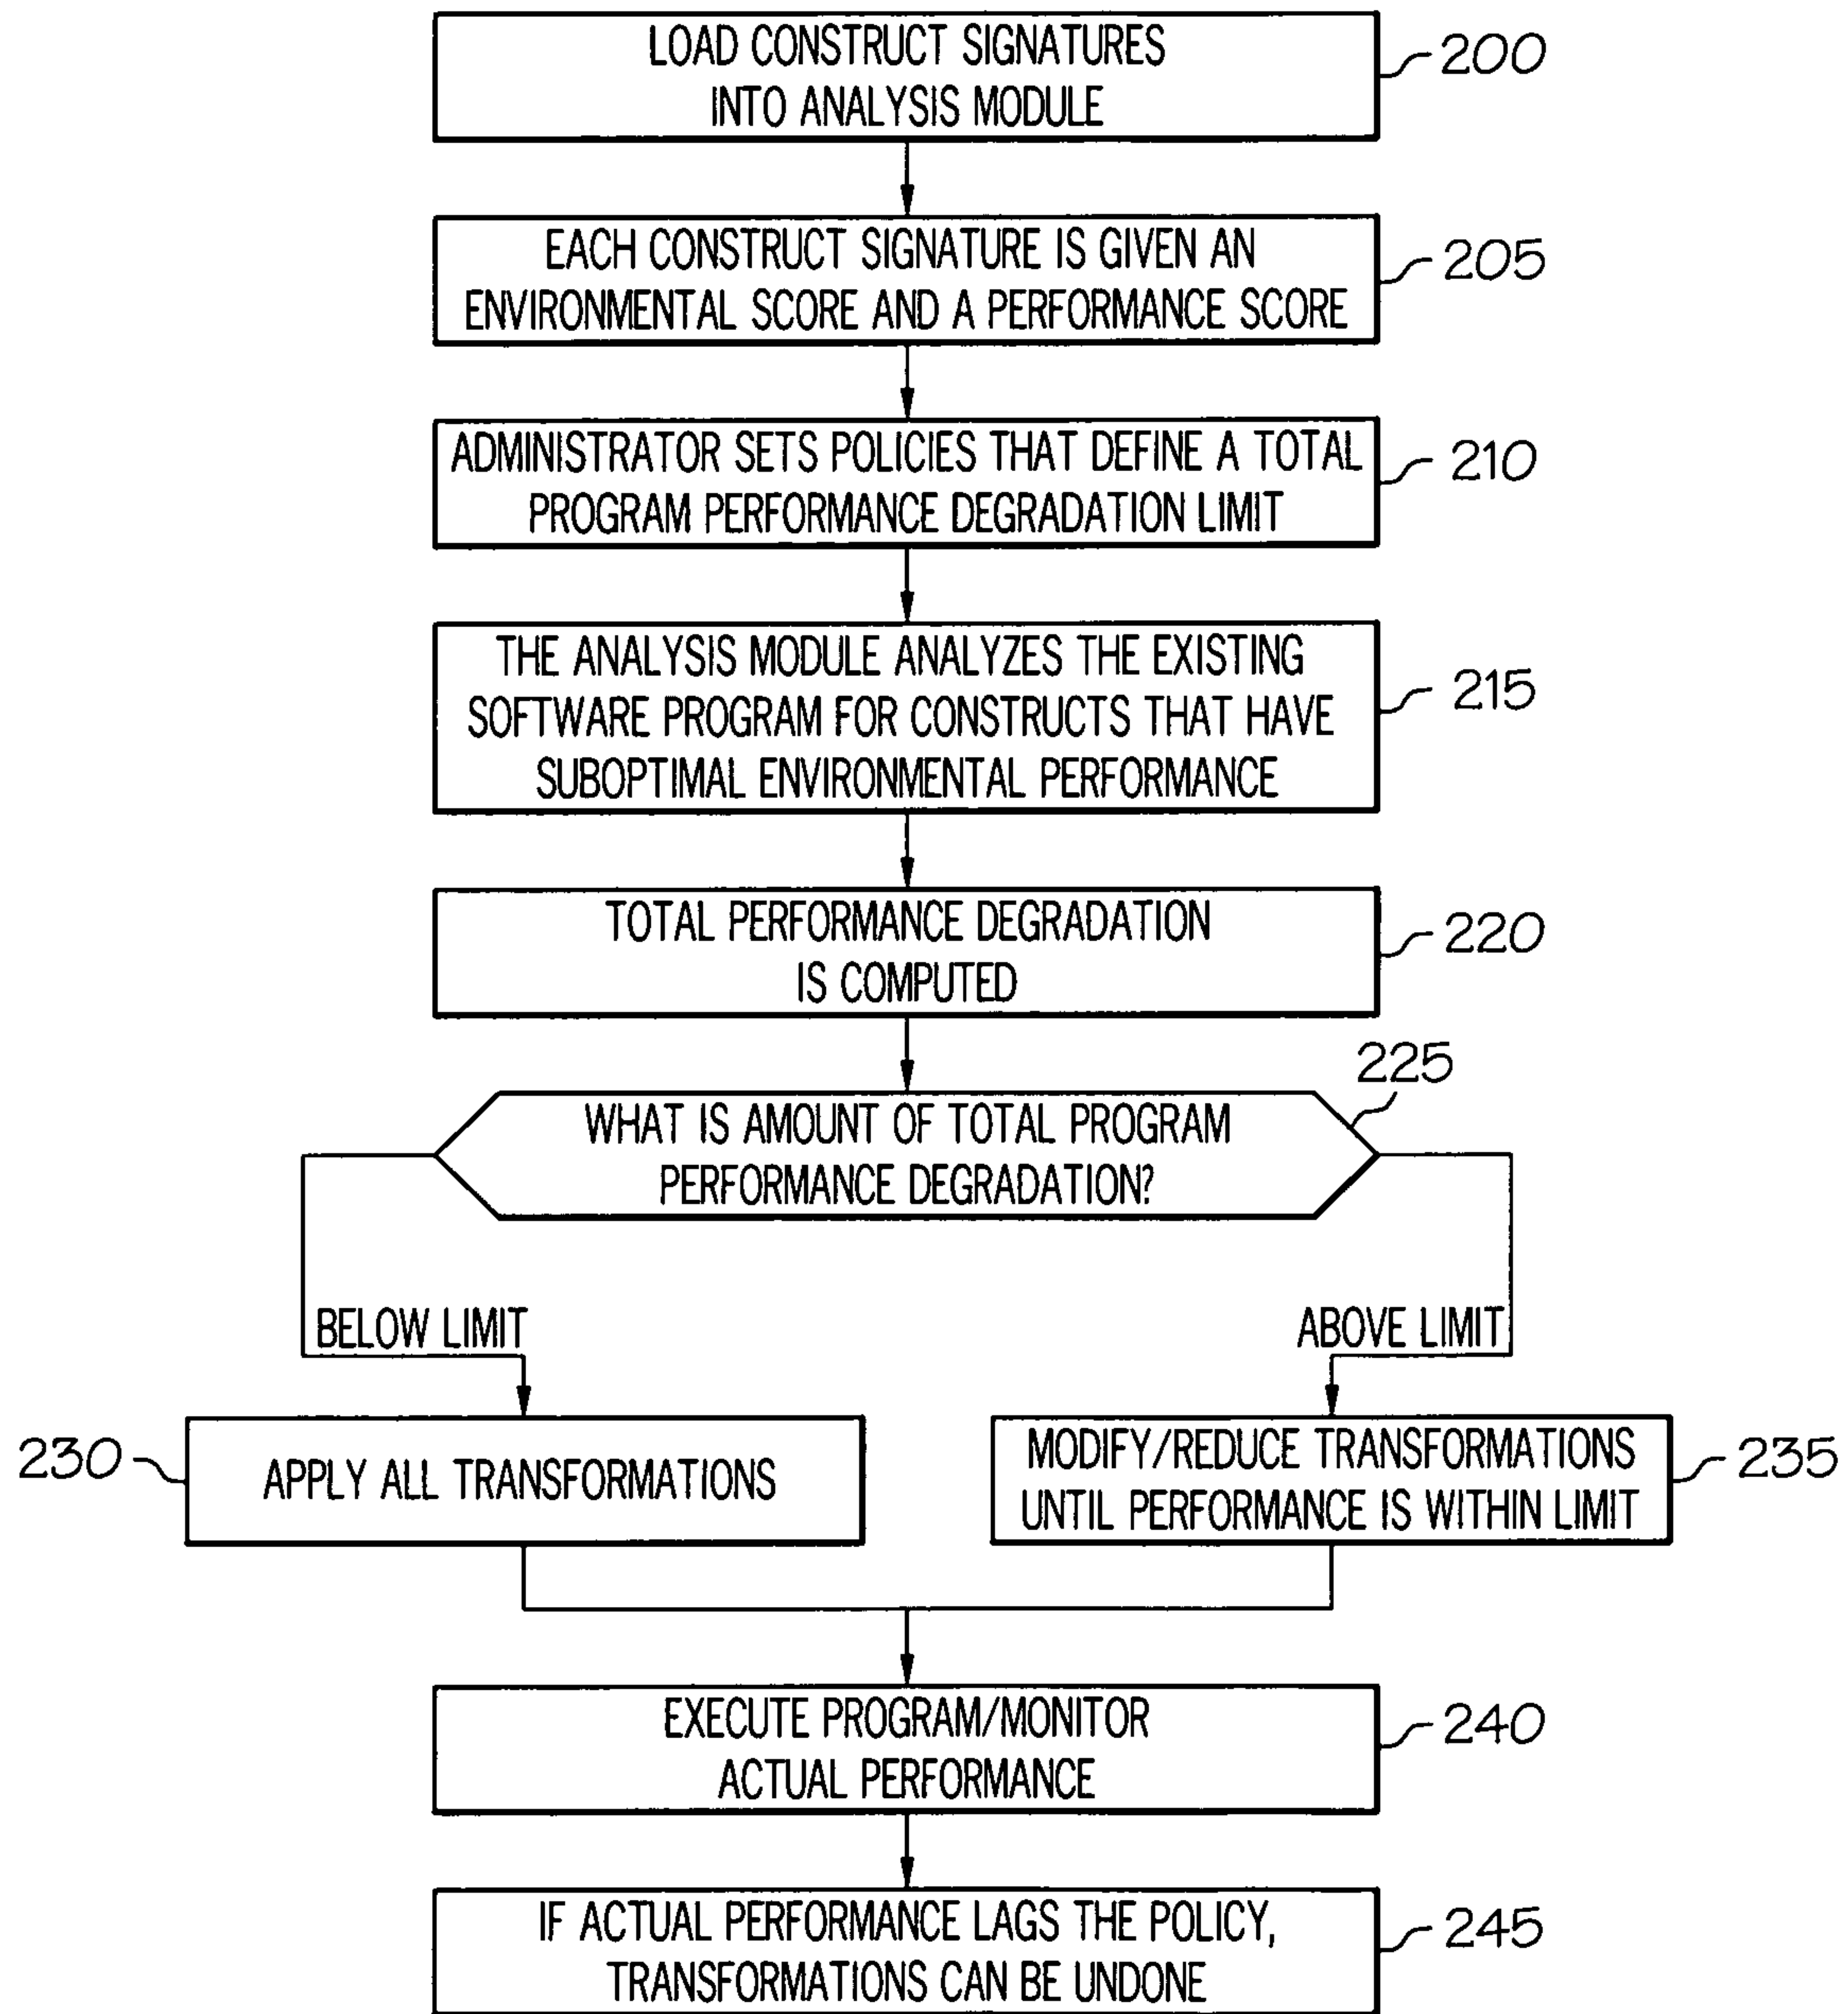 LOAD CONSTRUCT SIGNATURES
INTO ANALYSIS MODULE
200
EACH CONSTRUCT SIGNATURE IS GIVEN AN
ENVIRONMENTAL SCORE AND A PERFORMANCE SCORE
205
ADMINISTRATOR SETS POLICIES THAT DEFINE A TOTAL
PROGRAM PERFORMANCE DEGRADATION LIMIT
210
THE ANALYSIS MODULE ANALYZES THE EXISTING
SOFTWARE PROGRAM FOR CONSTRUCTS THAT HAVE
SUBOPTIMAL ENVIRONMENTAL PERFORMANCE
215
TOTAL PERFORMANCE DEGRADATION
IS COMPUTED
220
225
WHAT IS AMOUNT OF TOTAL PROGRAM
PERFORMANCE DEGRADATION?
BELOW LIMIT
ABOVE LIMIT
230
APPLY ALL TRANSFORMATIONS
MODIFY/REDUCE TRANSFORMATIONS
UNTIL PERFORMANCE IS WITHIN LIMIT
235
EXECUTE PROGRAM/MONITOR
ACTUAL PERFORMANCE
240
IF ACTUAL PERFORMANCE LAGS THE POLICY,
TRANSFORMATIONS CAN BE UNDONE
245